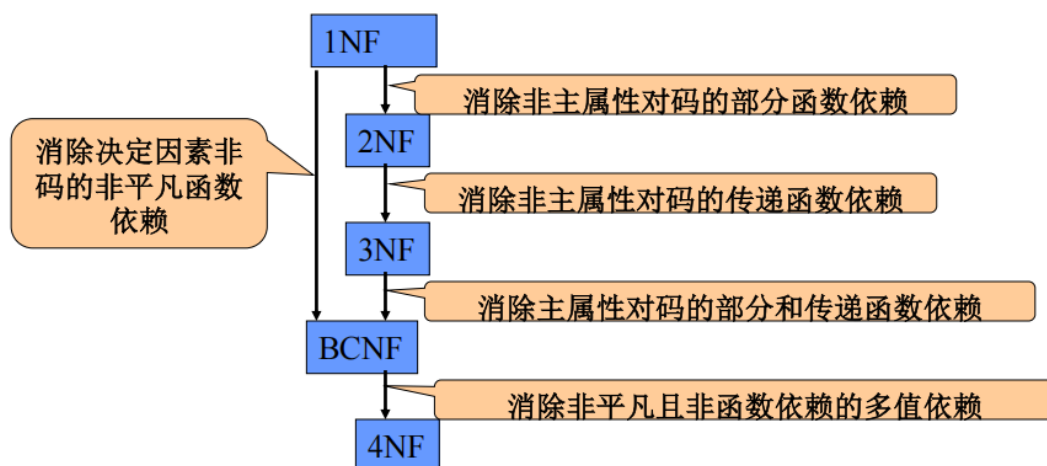 1NF
消除非主属性对码的部分函数依赖
消除决定因素非
码的非平凡函数
依赖
2NF
消除非主属性对码的传递函数依赖
3NF
消除主属性对码的部分和传递函数依赖
BCNF
消除非平凡且非函数依赖的多值依赖
4NF